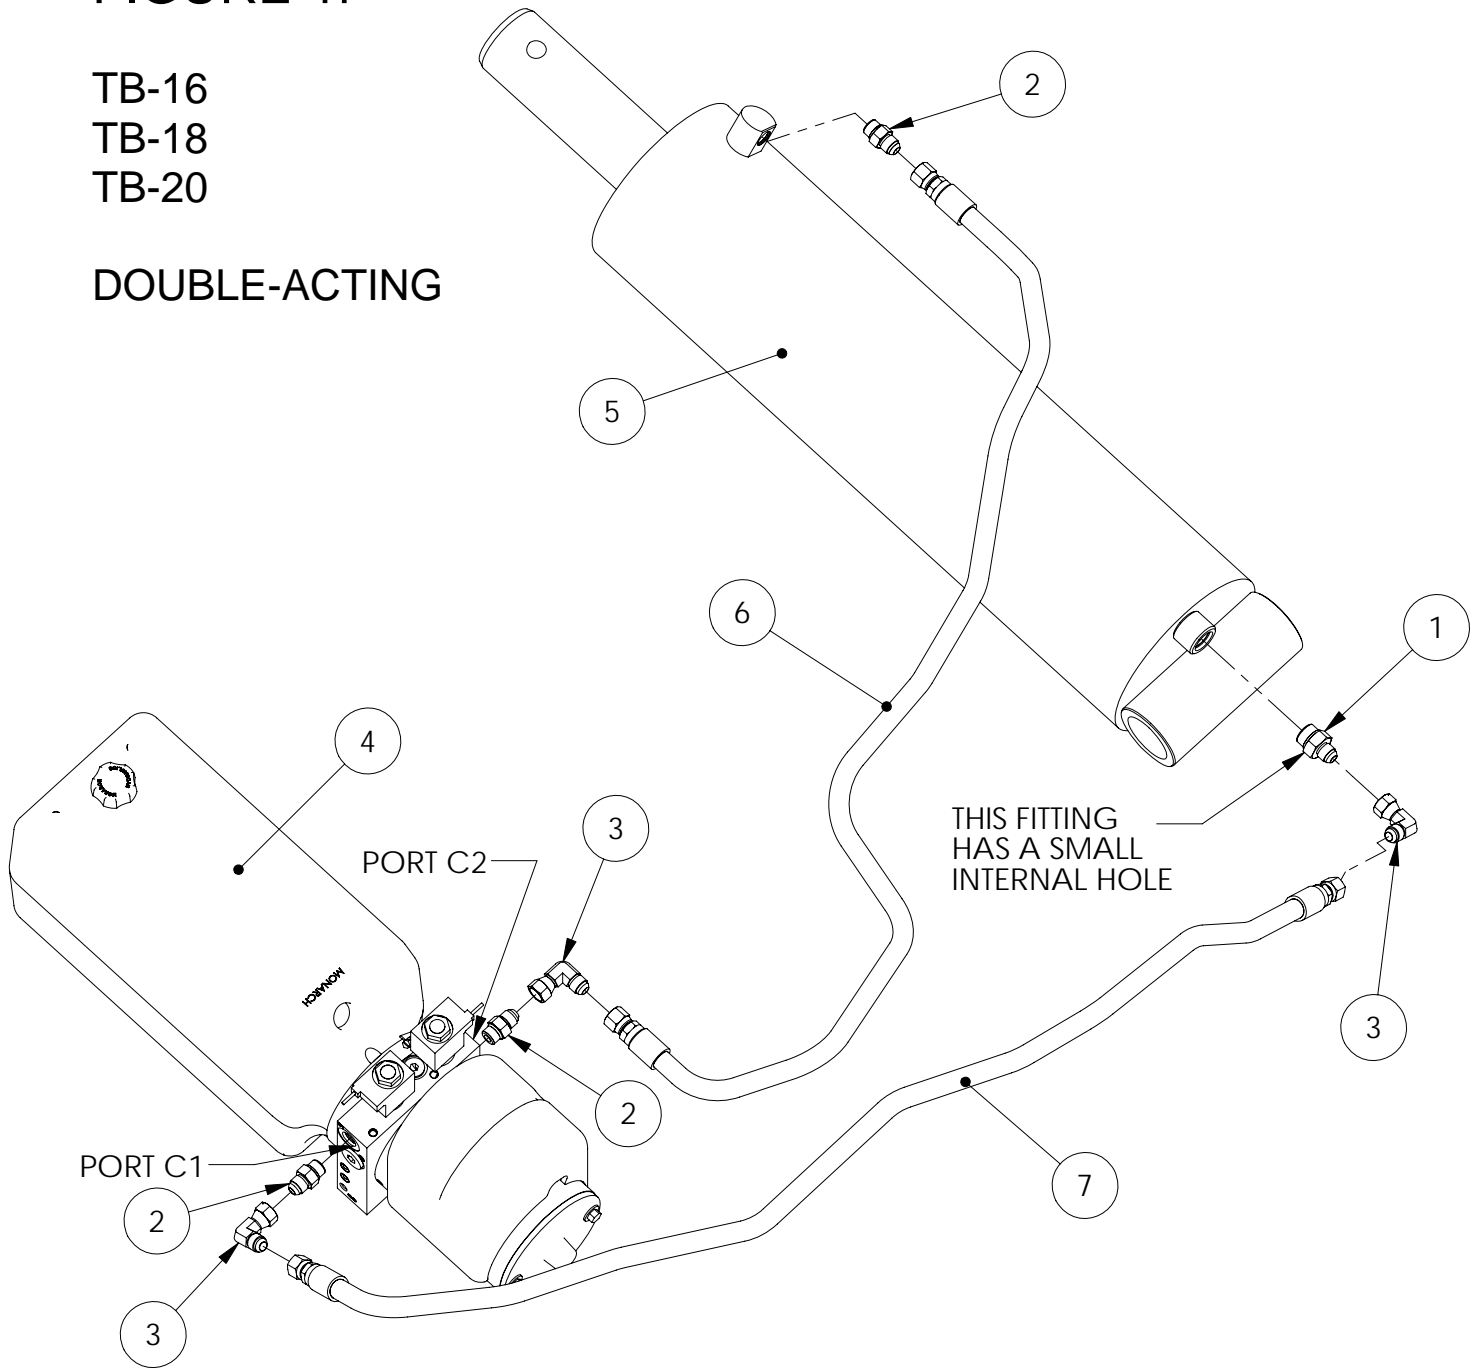 TB-16
TB-18
TB-20
DOUBLE-ACTING
2
5
6
1
4
3
PORT C2
THIS FITTING
HAS A SMALL
INTERNAL HOLE
MONARCH
3
2
PORT C1
2
7
3